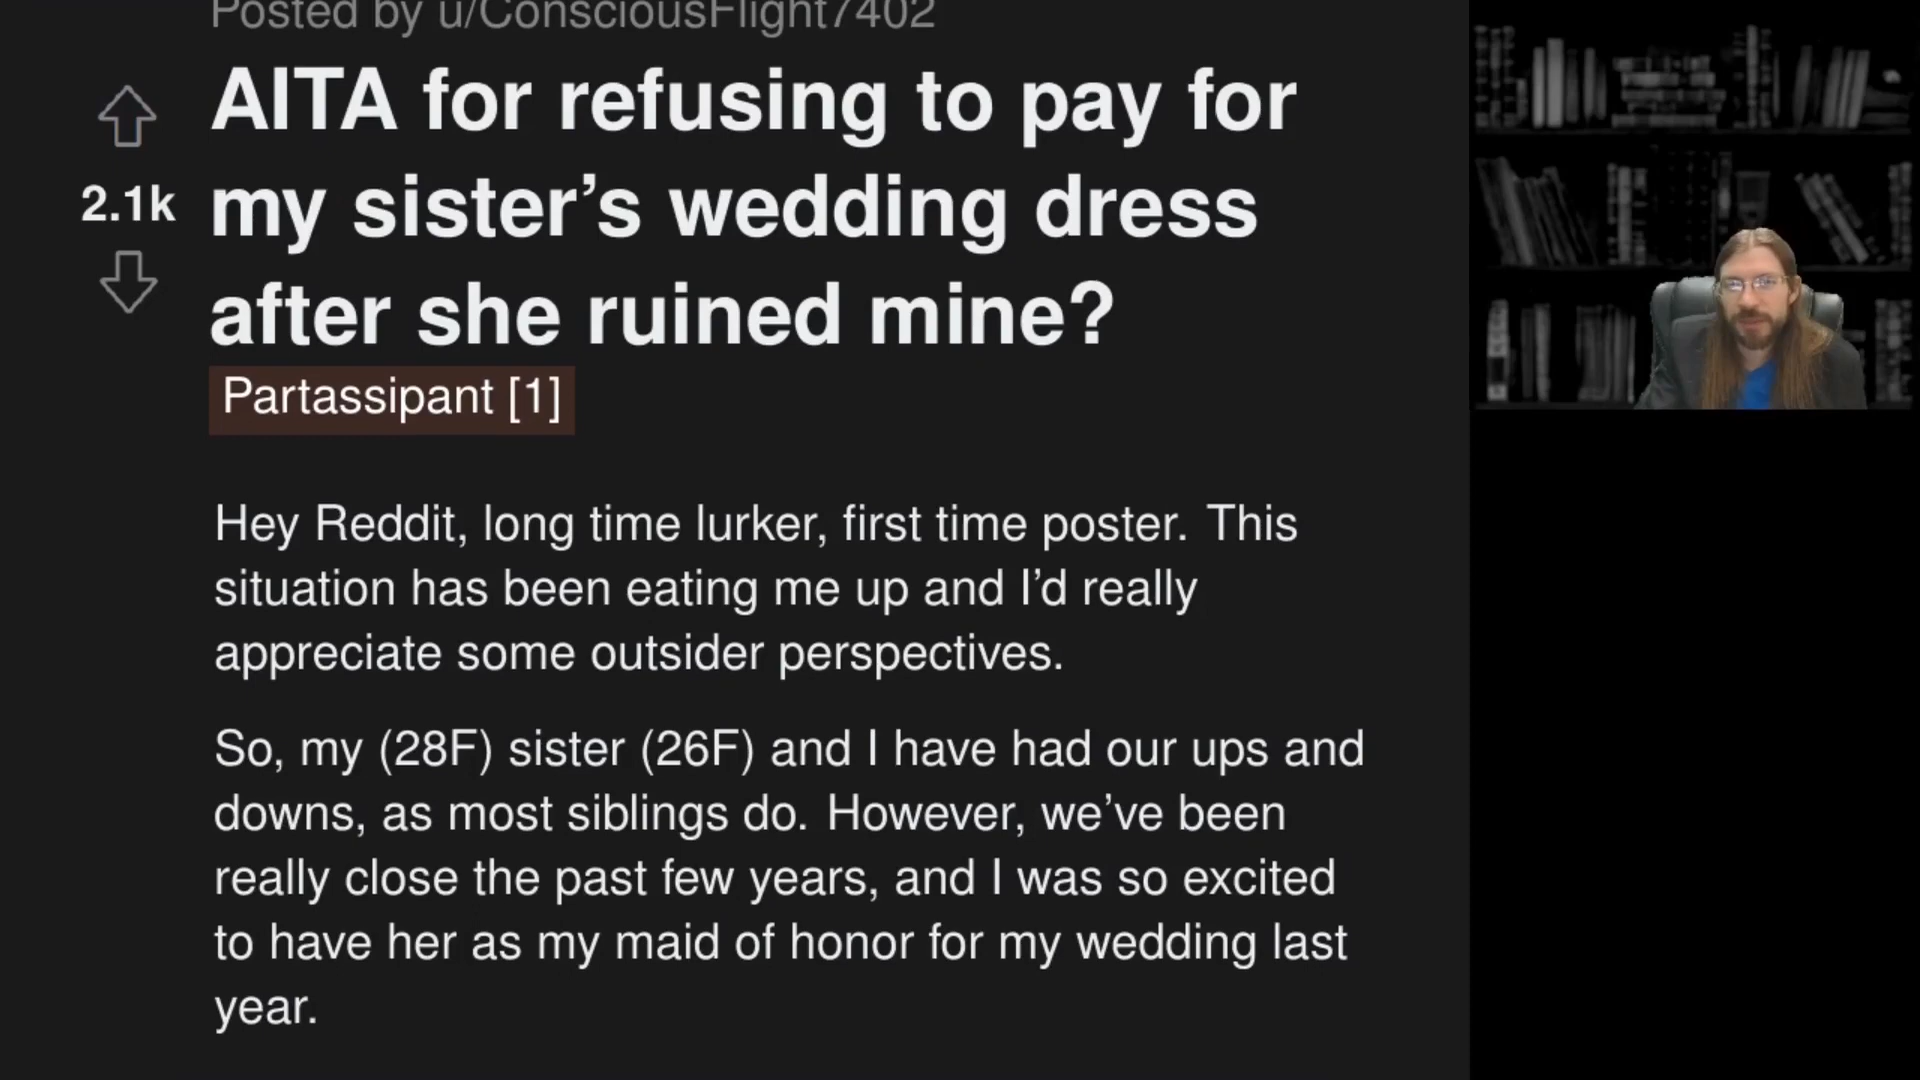 Posted by u/ConsciousFlight7402
AITA for refusing to pay for
2.1k
my sister’s wedding dress
after she ruined mine?
Partassipant [1]
Hey Reddit, long time lurker, first time poster. This
situation has been eating me up and I’d really
appreciate some outsider perspectives.
So, my (28F) sister (26F) and I have had our ups and
downs, as most siblings do. However, we’ve been
really close the past few years, and I was so excited
to have her as my maid of honor for my wedding last
year.